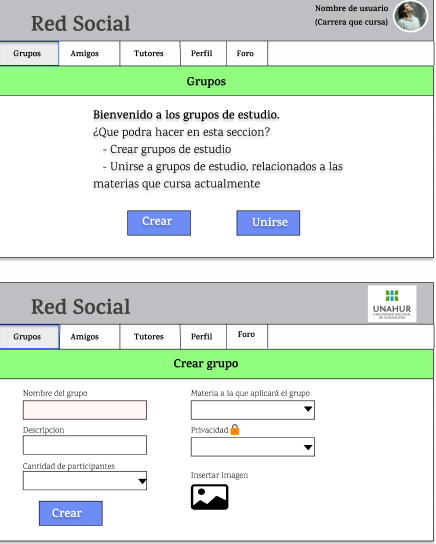 Red Social
Nombre de usuario
(Carrera que cursa)
Grupos
Amigos
Tutores
Perfil
Foro
Grupos
Bienvenido a los grupos de estudio.
¿Que podra hacer en esta seccion?
- Crear grupos de estudio
- Unirse a grupos de estudio, relacionados a las
materias que cursa actualmente
Crear
Unirse
Red Social
UNAHUR
UNIVERSIDAD NACIONAL
DE HURLINGHAM
Grupos
Amigos
Tutores
Perfil
Foro
Crear grupo
Nombre del grupo
Materia a la que aplicará el grupo
Descripcion
Privacidad
Cantidad de participantes
Insertar imagen
Crear